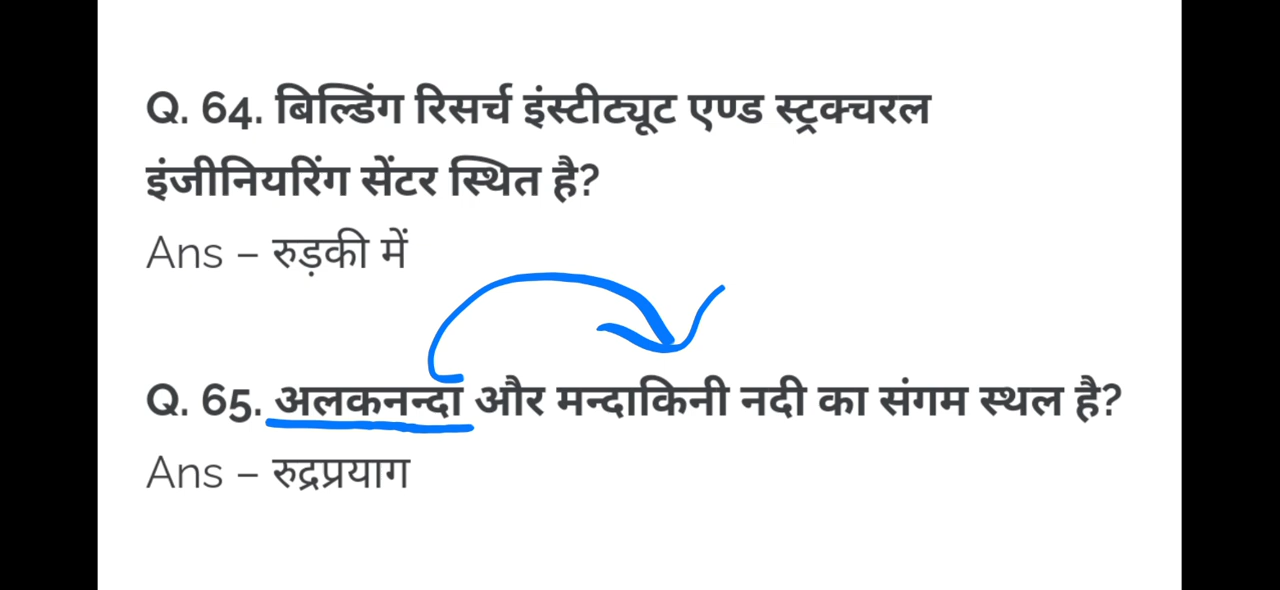 Q. 64. बिल्डिंग रिसर्च इंस्टीट्यूट एण्ड स्ट्रक्चरल
इंजीनियरिंग सेंटर स्थित है?
Ans – रुड़की में
Q. 65. अलकनन्दा और मन्दाकिनी नदी का संगम स्थल है?
Ans – रुद्रप्रयाग